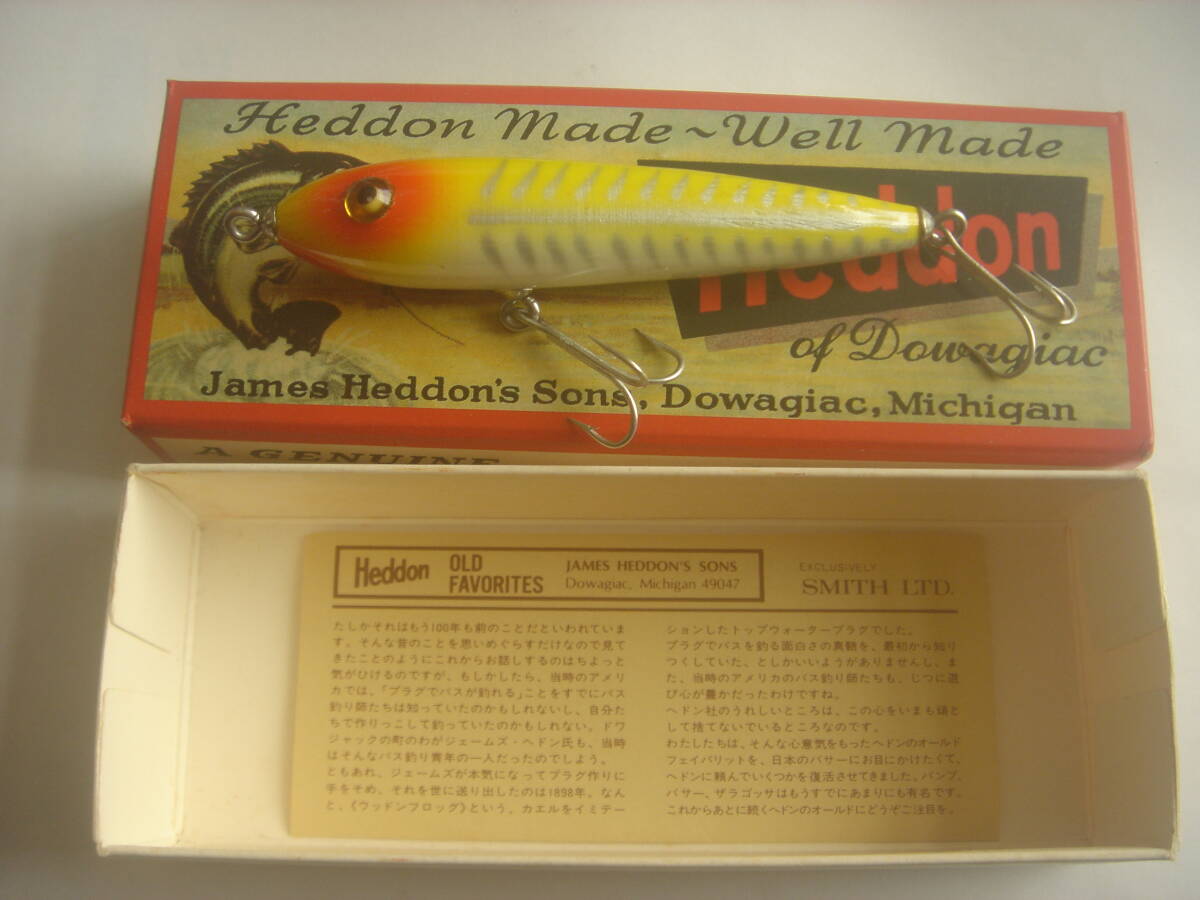 Heddon Made ~ Well Made
Heddon
of Dowagiac
James Heddon's Sons, Dowagiac, Michigan
A GENUINE
Heddon
OLD
FAVORITES
JAMES HEDDON'S SONS
Dowagiac, Michigan 49047
EXCLUSIVELY
SMITH LTD.
たしかそれはもう100年も前のことだといわれていま
す。そんな昔のことを思いめぐらすだけなので見て
きたことのようにこれからお話しするのはちょっと
気がひけるのですが、もしかしたら、当時のアメリ
カでは、「プラグでバスが釣れる」ことをすでにバス
釣り師たちは知っていたのかもしれないし、自分た
ちで作りっこして釣っていたのかもしれない。ドワ
ジャックの町のわがジェームズ・ヘドン氏も、当時
はそんなバス釣り青年の一人だったのでしょう。
ともあれ、ジェームズが本気になってプラグ作りに
手をそめ、それを世に送り出したのは1898年。なん
と、《ウッドンフロッグ》という。カエルをイミテー
ションしたトップウォータープラグでした。
プラグでバスを釣る面白さの真髄を、最初から知り
つくしていた、としかいいようがありませんし、ま
た、当時のアメリカのバス釣り師たちも、じつに遊
び心が豊かだったわけですね。
ヘドン社のうれしいところは、この心をいまも頑と
して捨てないでいるところなのです。
わたしたちは、そんな心意気をもったヘドンのオールド
フェイバリットを、日本のバサーにお目にかけたくて、
ヘドンに頼んでいくつかを復活させてきました。バンプ、
バサー、ザラゴッサはもうすでにあまりにも有名です。
これからあとに続くヘドンのオールドにどうぞご注目を。